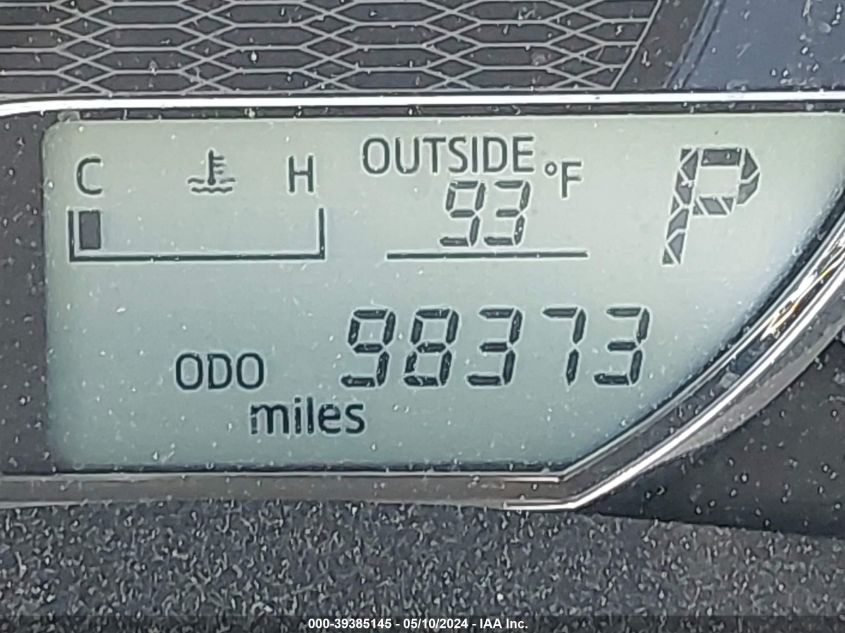 OUTSIDE
C H 93 °F P
ODO 98373
miles
000-39385145 - 05/10/2024 - IAA Inc.